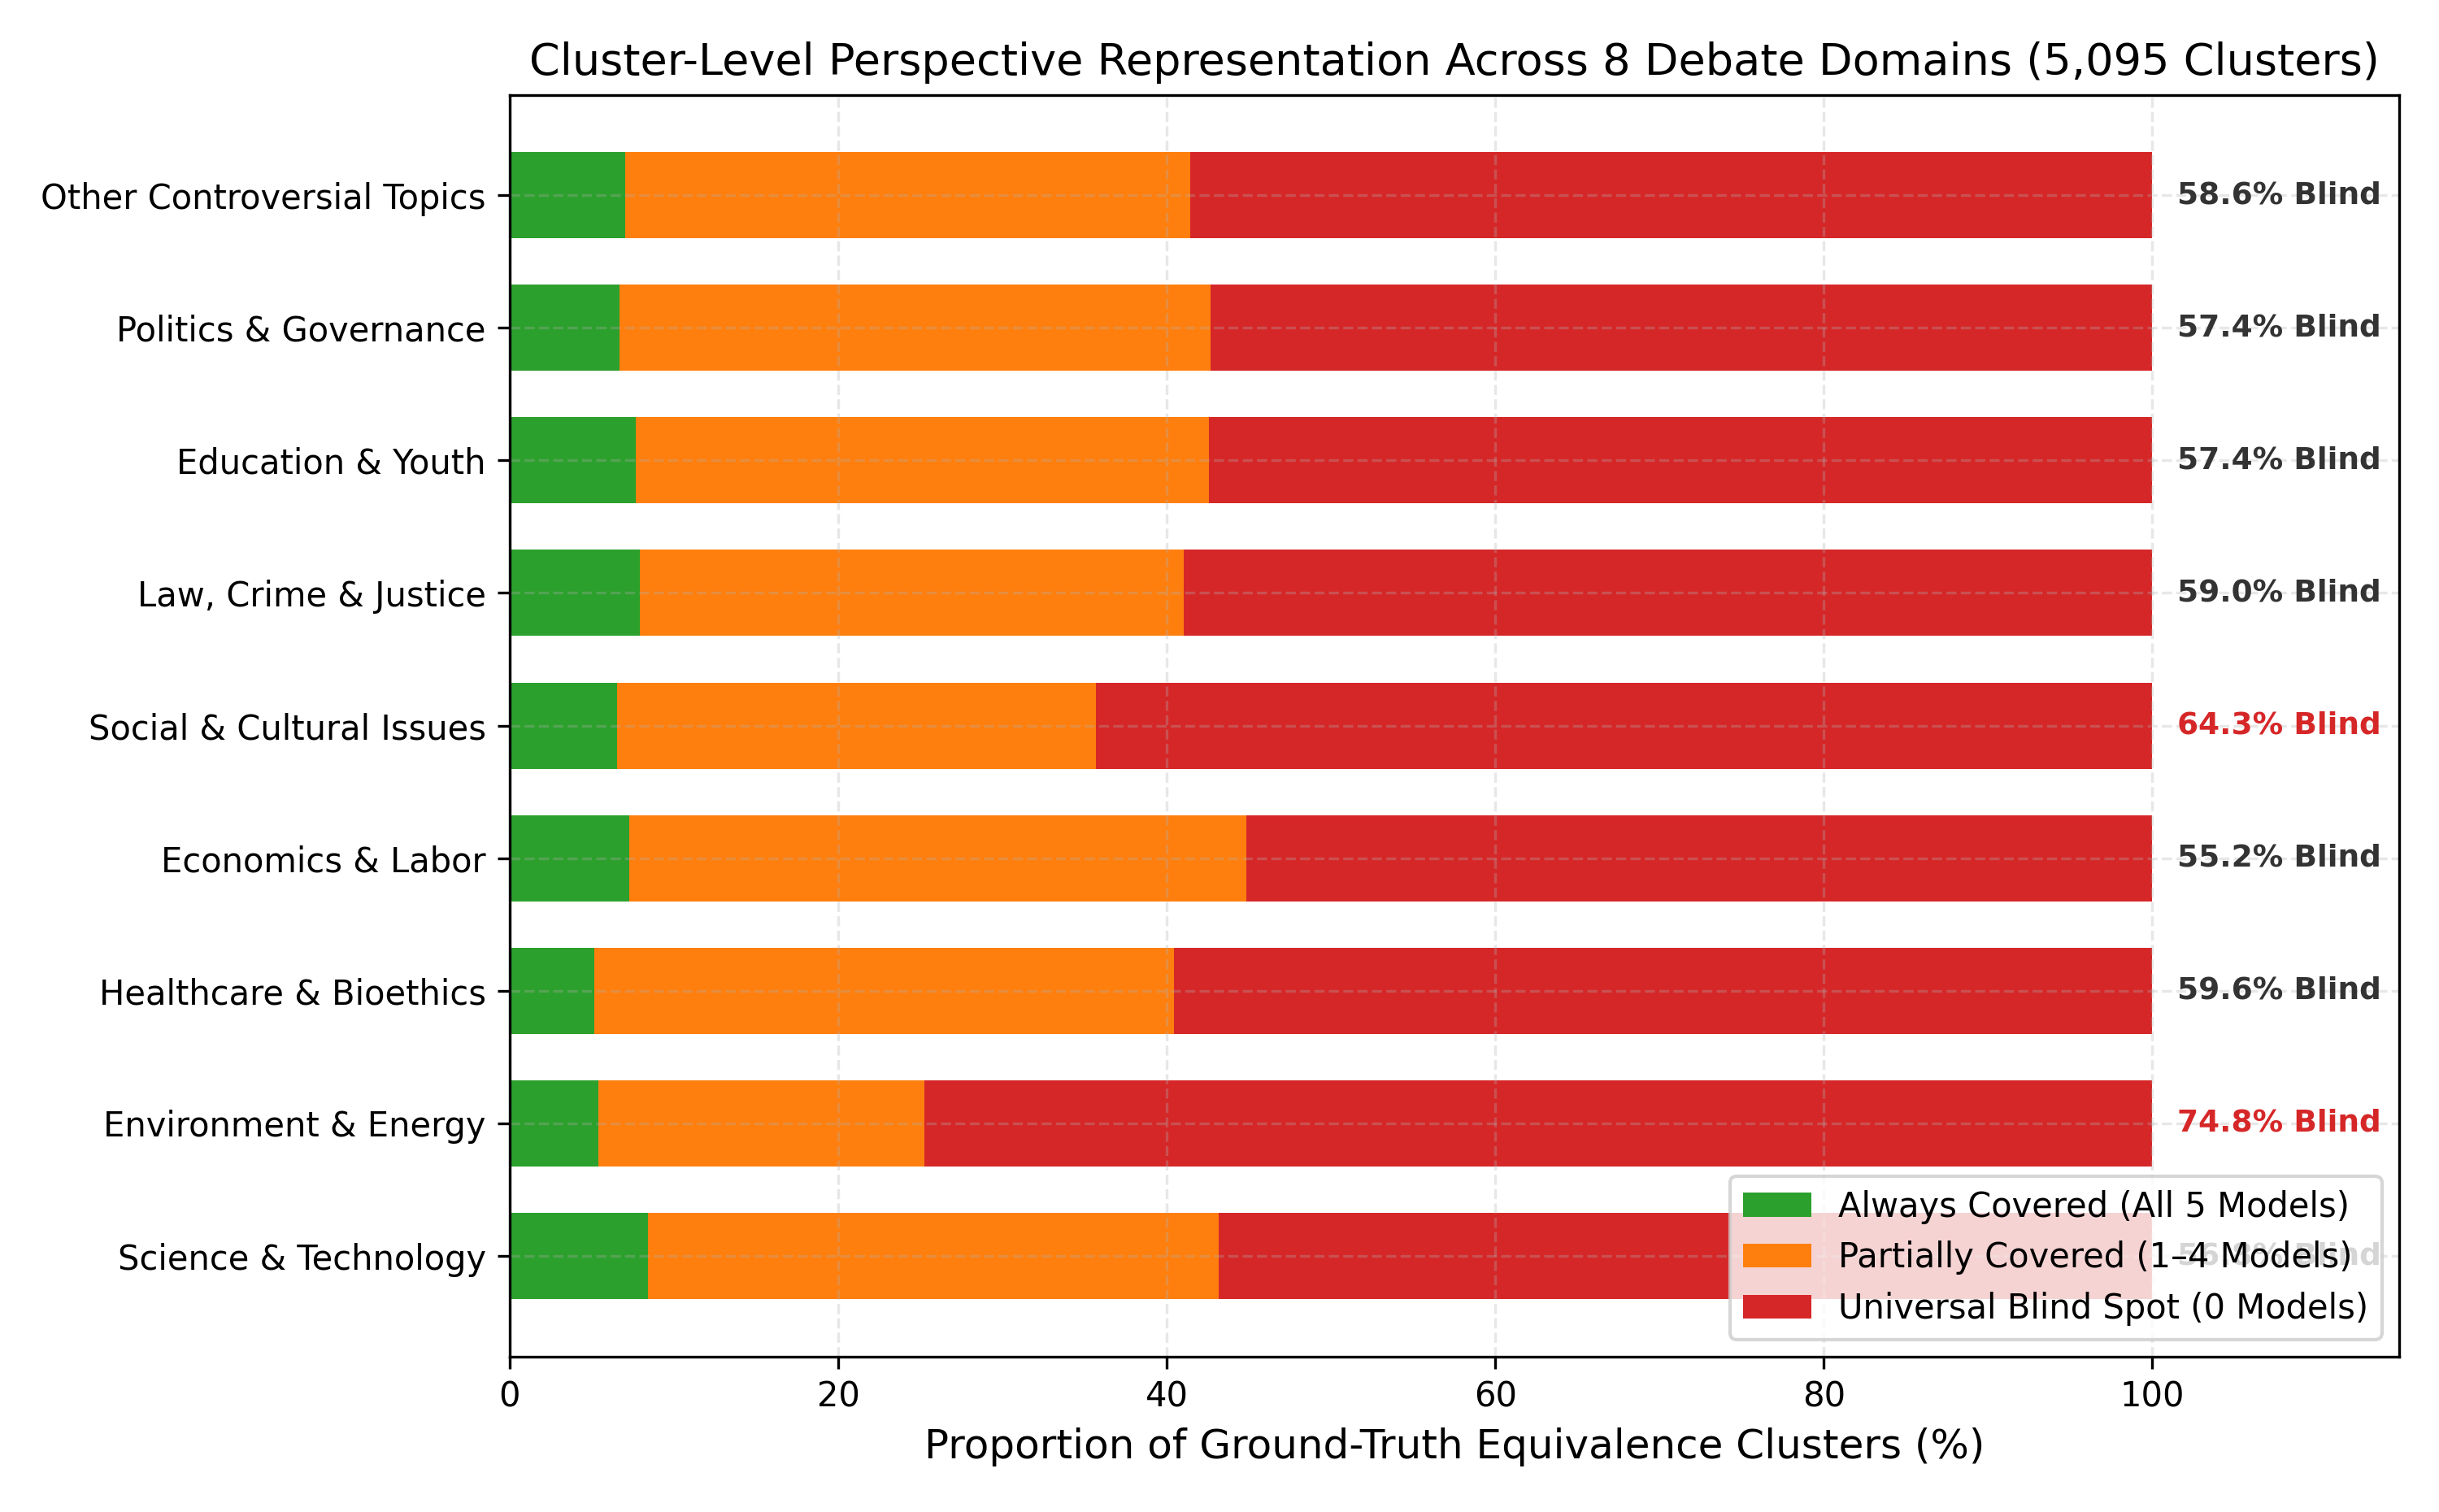 Cluster-Level Perspective Representation Across 8 Debate Domains (5,095 Clusters)
Other Controversial Topics
58.6% Blind
Politics & Governance
57.4% Blind
Education & Youth
57.4% Blind
Law, Crime & Justice
59.0% Blind
Social & Cultural Issues
64.3% Blind
Economics & Labor
55.2% Blind
Healthcare & Bioethics
59.6% Blind
Environment & Energy
74.8% Blind
Science & Technology
56.8% Blind
Always Covered (All 5 Models)
Partially Covered (1–4 Models)
Universal Blind Spot (0 Models)
0
20
40
60
80
100
Proportion of Ground-Truth Equivalence Clusters (%)